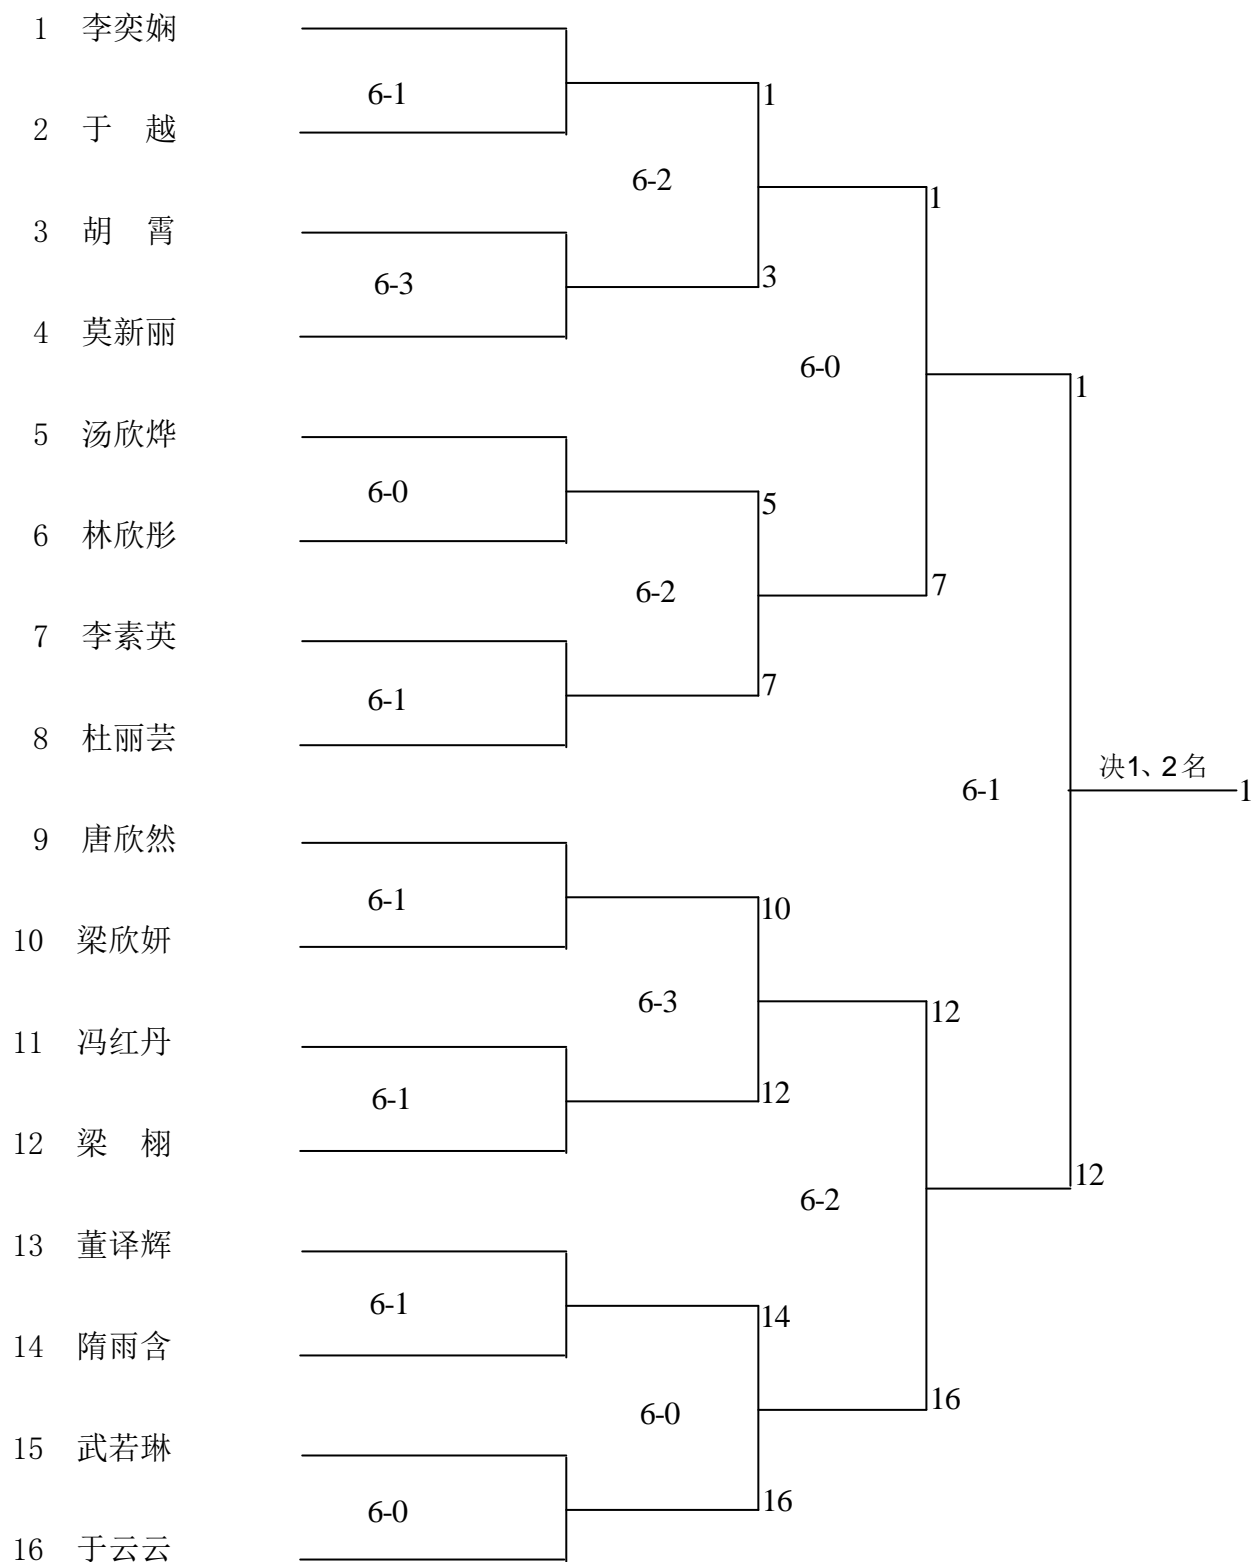 1 李奕娴
6-1
1
2 于 越
6-2
1
3 胡 霄
6-3
3
4 莫新丽
6-0
1
5 汤欣烨
6-0
5
6 林欣彤
6-2
7
7 李素英
6-1
7
8 杜丽芸
决1、2名
6-1
1
9 唐欣然
6-1
10
10 梁欣妍
6-3
12
11 冯红丹
6-1
12
12 梁 栩
6-2
12
13 董译辉
6-1
14
14 隋雨含
6-0
16
15 武若琳
6-0
16
16 于云云